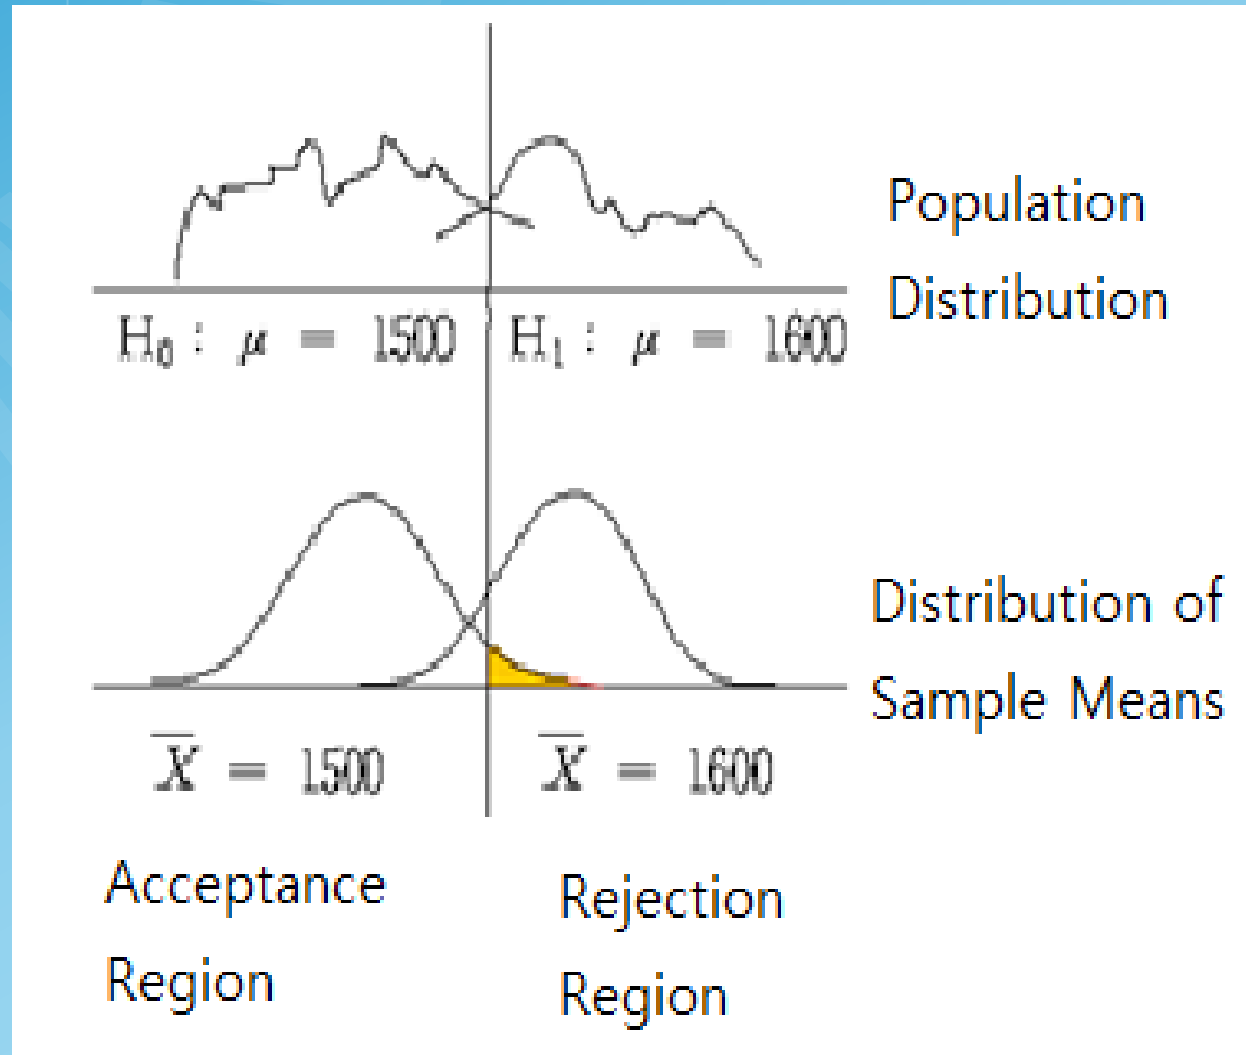 Population
Distribution
H₀ : μ = 1500
H₁ : μ = 1600
Distribution of
Sample Means
X̄ = 1500
X̄ = 1600
Acceptance
Region
Rejection
Region